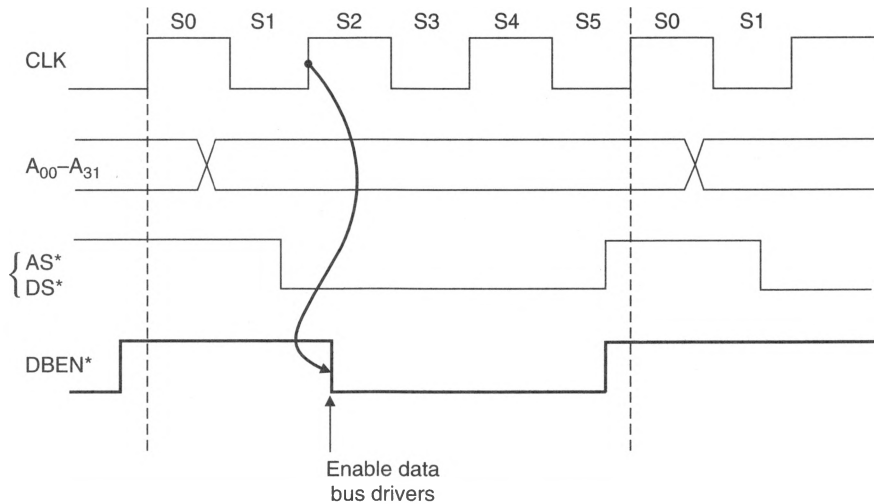 S0 S1 S2 S3 S4 S5 S0 S1
CLK
A00–A31
AS*
DS*
DBEN*
Enable data
bus drivers